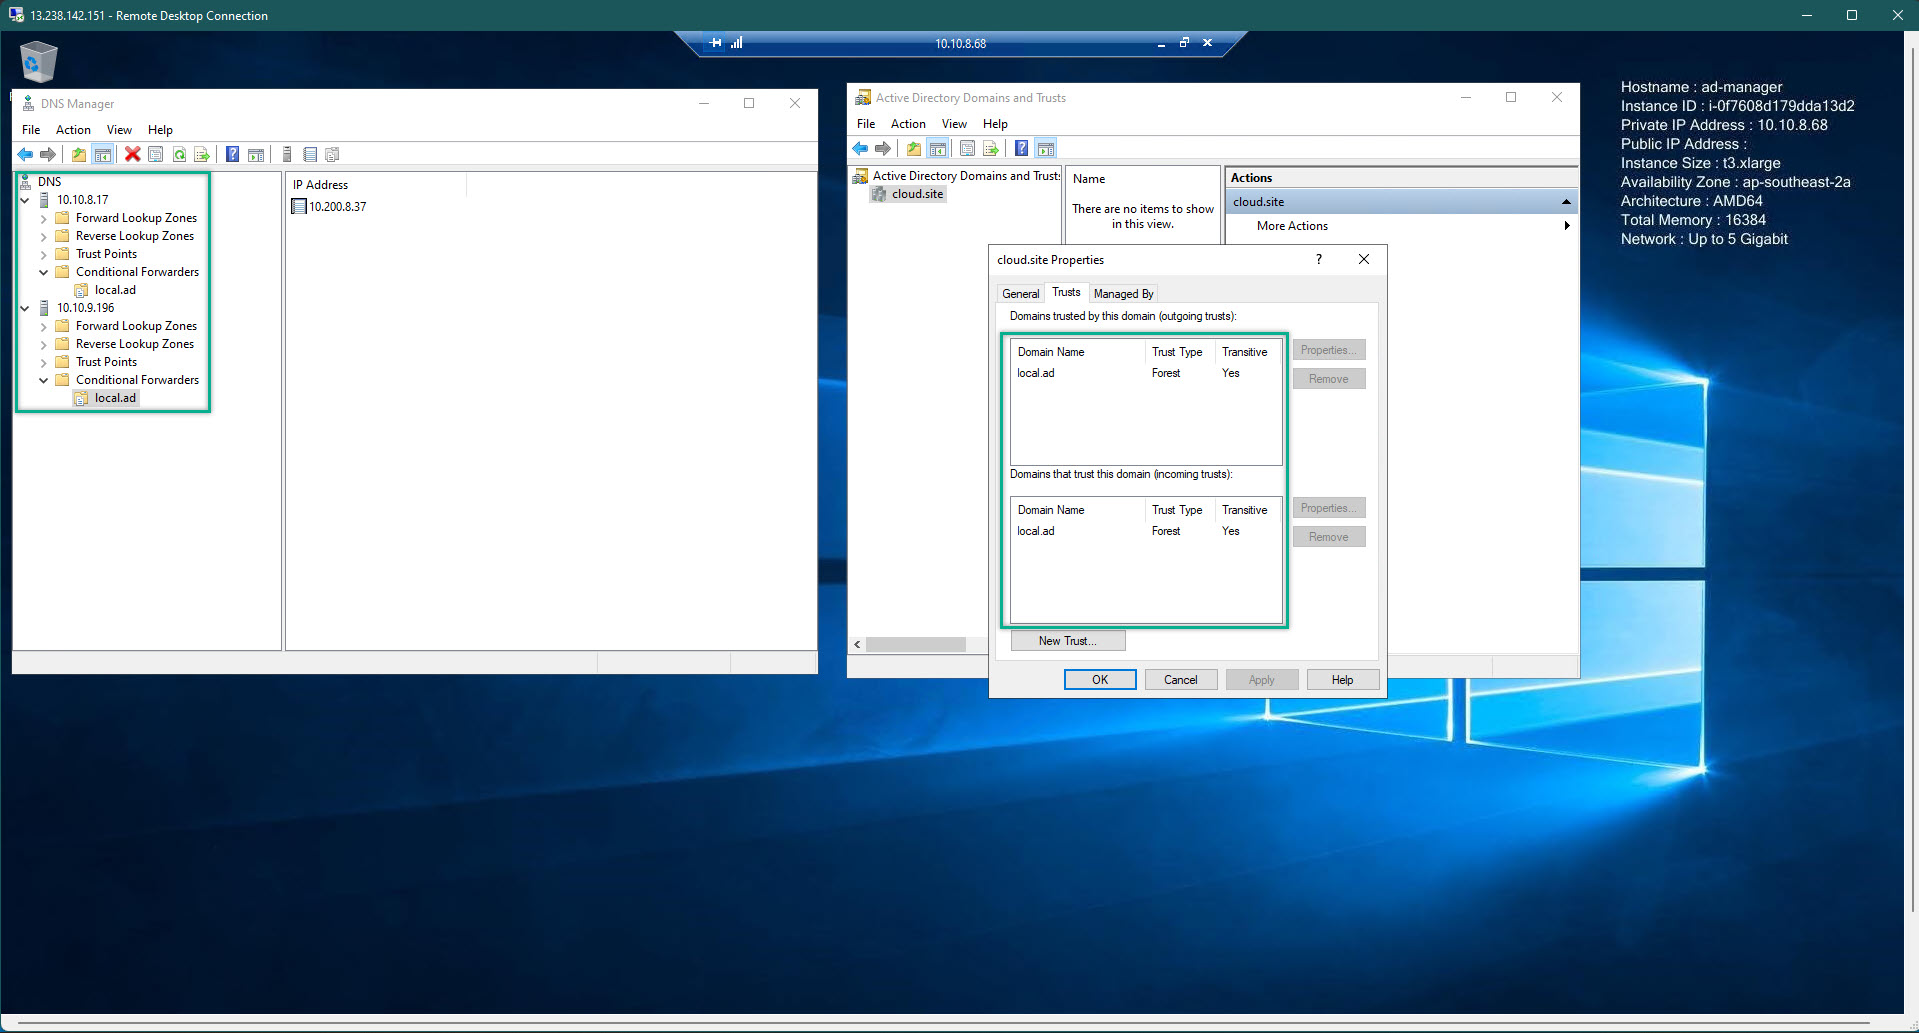 13.238.142.151 - Remote Desktop Connection
10.10.8.68
DNS Manager
File Action View Help
DNS
10.10.8.17
Forward Lookup Zones
Reverse Lookup Zones
Trust Points
Conditional Forwarders
local.ad
10.10.9.196
Forward Lookup Zones
Reverse Lookup Zones
Trust Points
Conditional Forwarders
local.ad
IP Address
10.200.8.37
Active Directory Domains and Trusts
File Action View Help
Active Directory Domains and Trusts
cloud.site
Name
There are no items to show
in this view.
Actions
cloud.site
More Actions
cloud.site Properties
?
General Trusts Managed By
Domains trusted by this domain (outgoing trusts):
Domain Name Trust Type Transitive
local.ad Forest Yes
Properties...
Remove
Domains that trust this domain (incoming trusts):
Domain Name Trust Type Transitive
local.ad Forest Yes
Properties...
Remove
New Trust...
OK Cancel Apply Help
Hostname : ad-manager
Instance ID : i-0f7608d179dda13d2
Private IP Address : 10.10.8.68
Public IP Address :
Instance Size : t3.xlarge
Availability Zone : ap-southeast-2a
Architecture : AMD64
Total Memory : 16384
Network : Up to 5 Gigabit